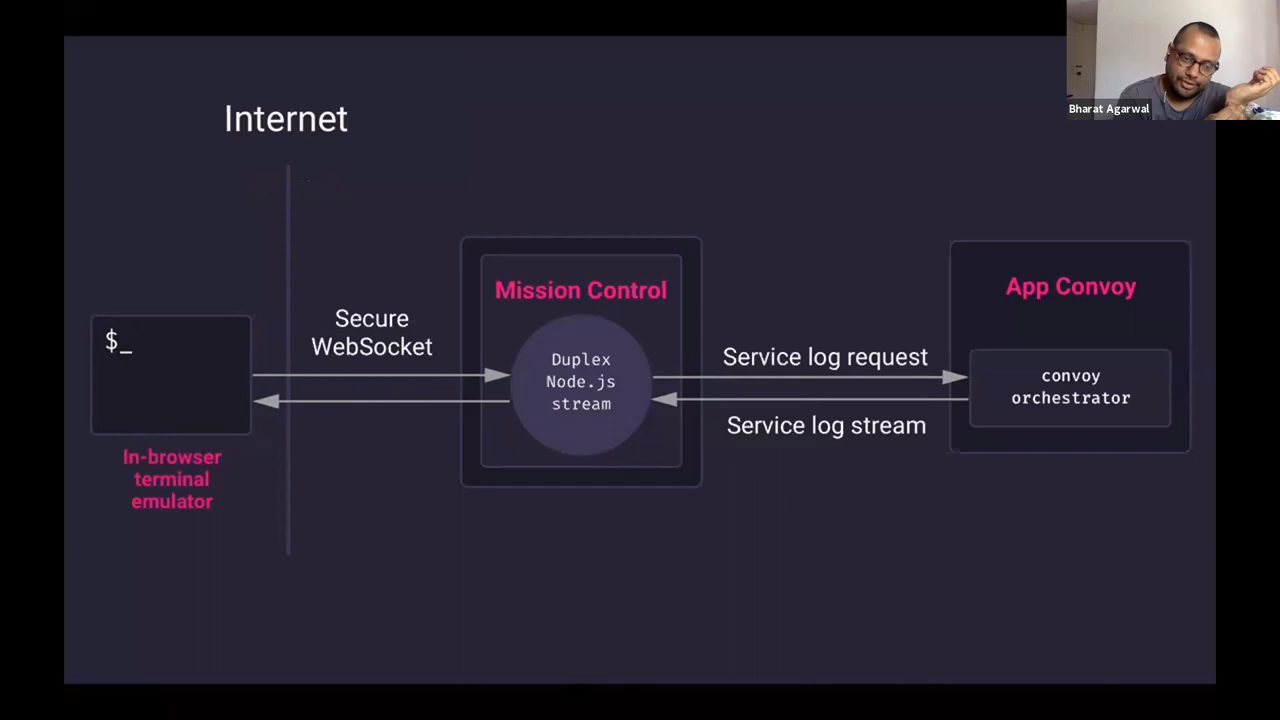 Bharat Agarwal
Internet
$_
In-browser
terminal
emulator
Secure
WebSocket
Mission Control
Duplex
Node.js
stream
Service log request
Service log stream
App Convoy
convoy
orchestrator